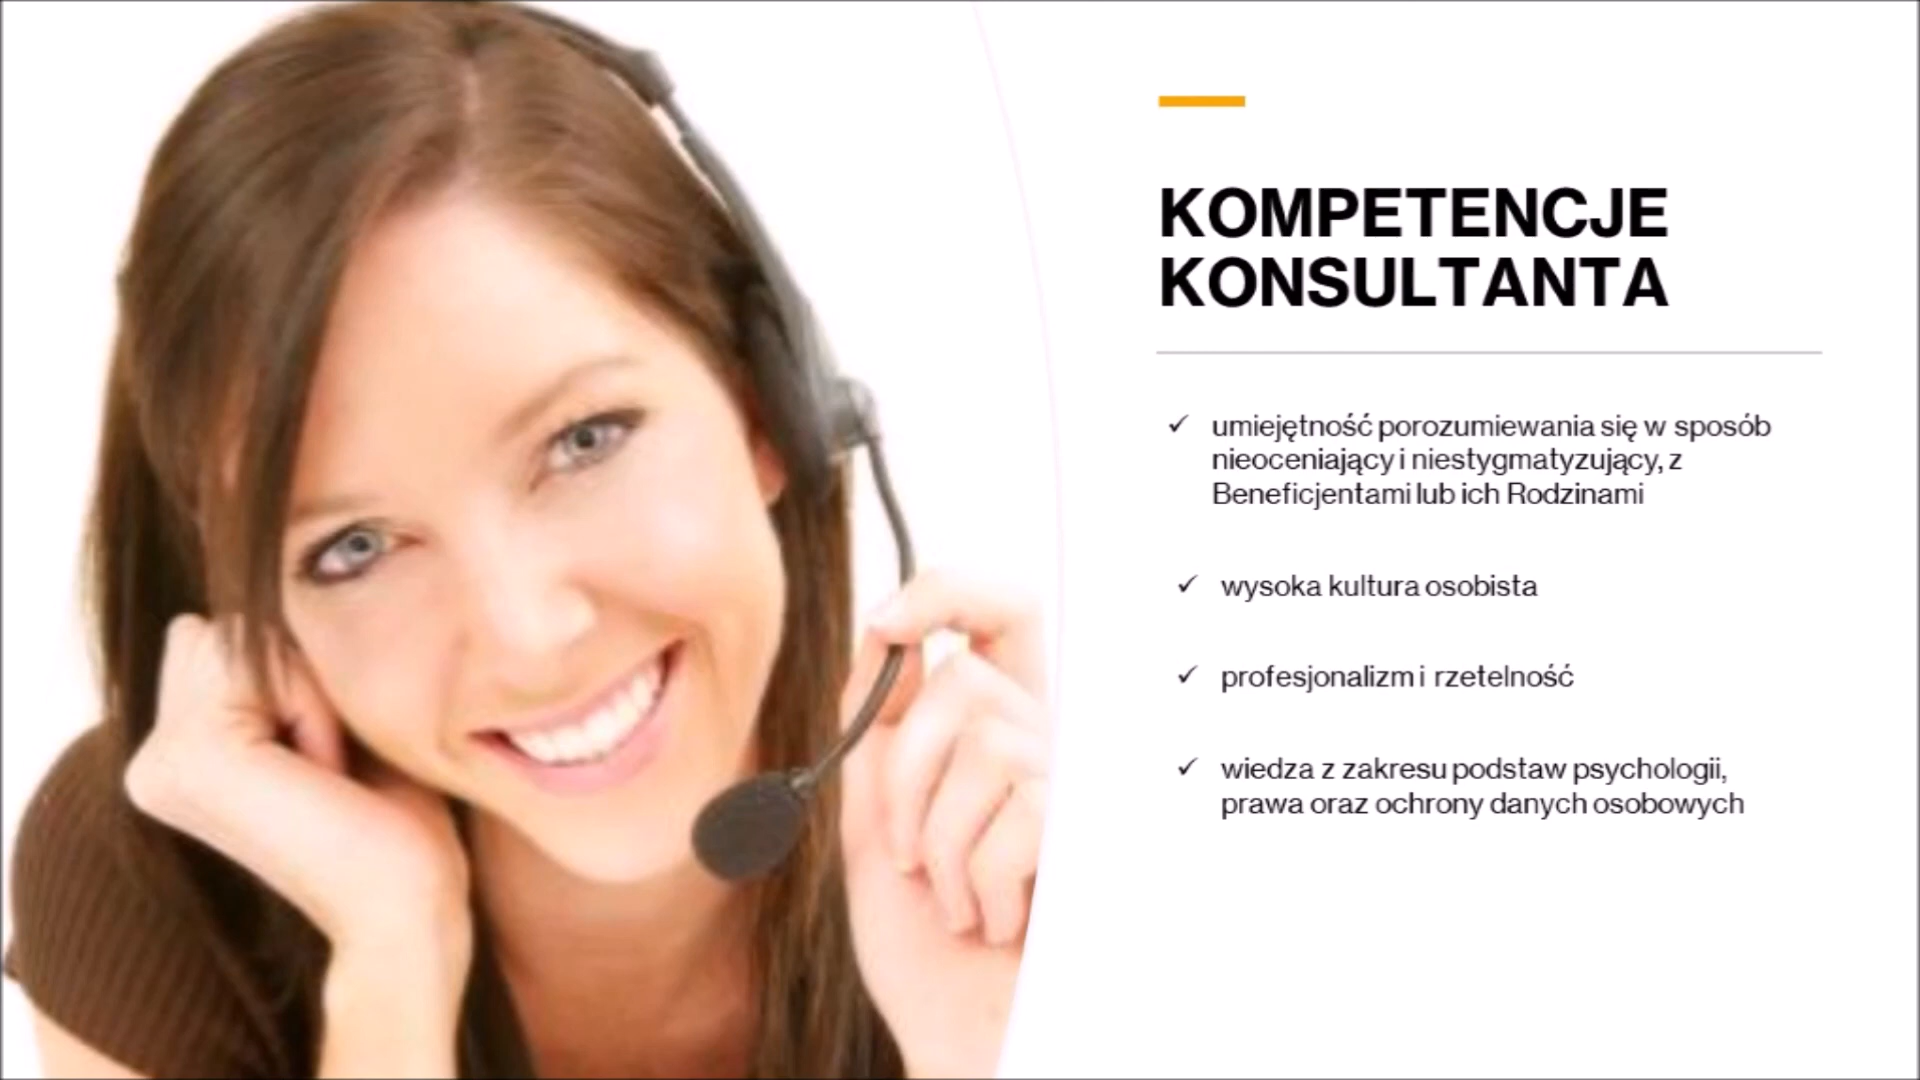 KOMPETENCJE
KONSULTANTA
✓ umiejętność porozumiewania się w sposób
nieoceniający i niestygmatyzujący, z
Beneficjentami lub ich Rodzinami
✓ wysoka kultura osobista
✓ profesjonalizm i rzetelność
✓ wiedza z zakresu podstaw psychologii,
prawa oraz ochrony danych osobowych